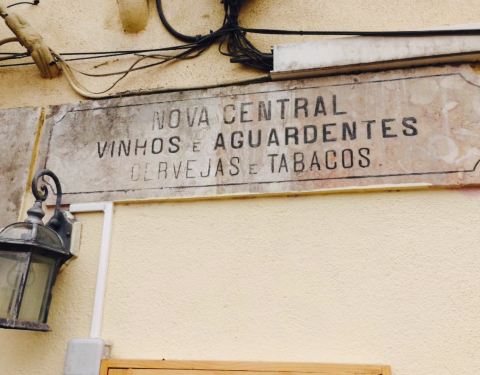 NOVA CENTRAL
VINHOS E AGUARDENTES
CERVEJAS E TABACOS